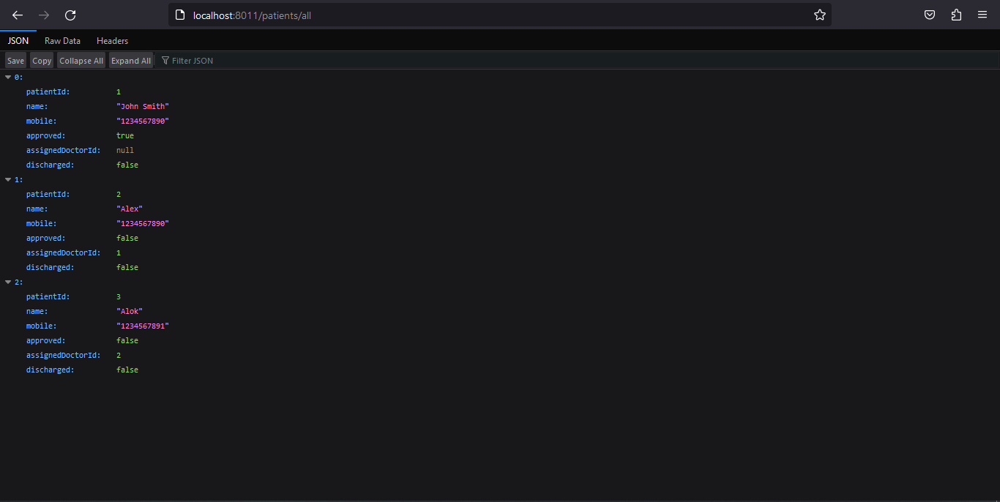 localhost:8011/patients/all
JSON Raw Data Headers
Save Copy Collapse All Expand All Filter JSON
0:
patientId: 1
name: "John Smith"
mobile: "1234567890"
approved: true
assignedDoctorId: null
discharged: false
1:
patientId: 2
name: "Alex"
mobile: "1234567890"
approved: false
assignedDoctorId: 1
discharged: false
2:
patientId: 3
name: "Alok"
mobile: "1234567891"
approved: false
assignedDoctorId: 2
discharged: false